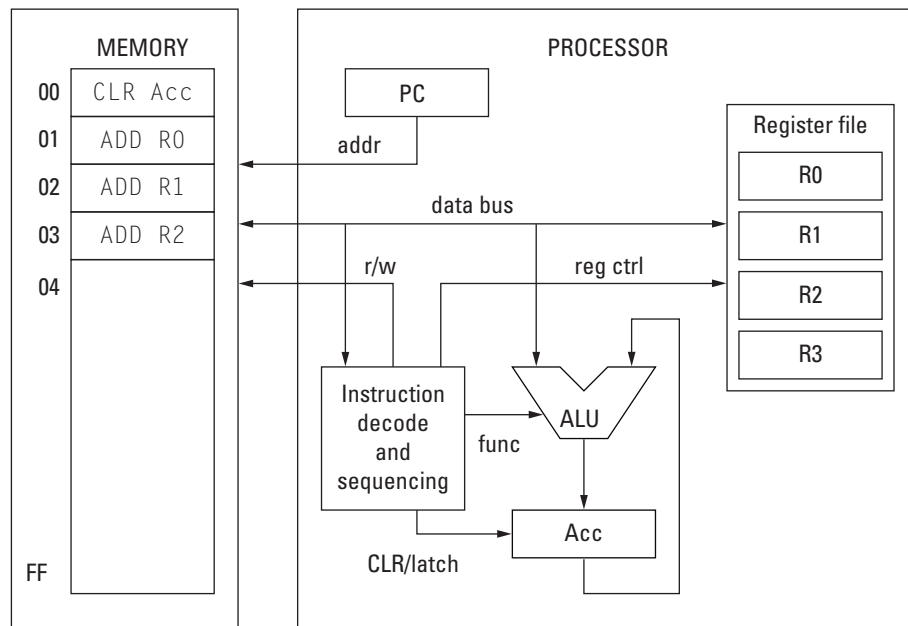 MEMORY
00 CLR Acc
01 ADD R0
02 ADD R1
03 ADD R2
04
FF
PROCESSOR
PC
addr
data bus
r/w
reg ctrl
Register file
R0
R1
R2
R3
Instruction
decode
and
sequencing
func
ALU
CLR/latch
Acc